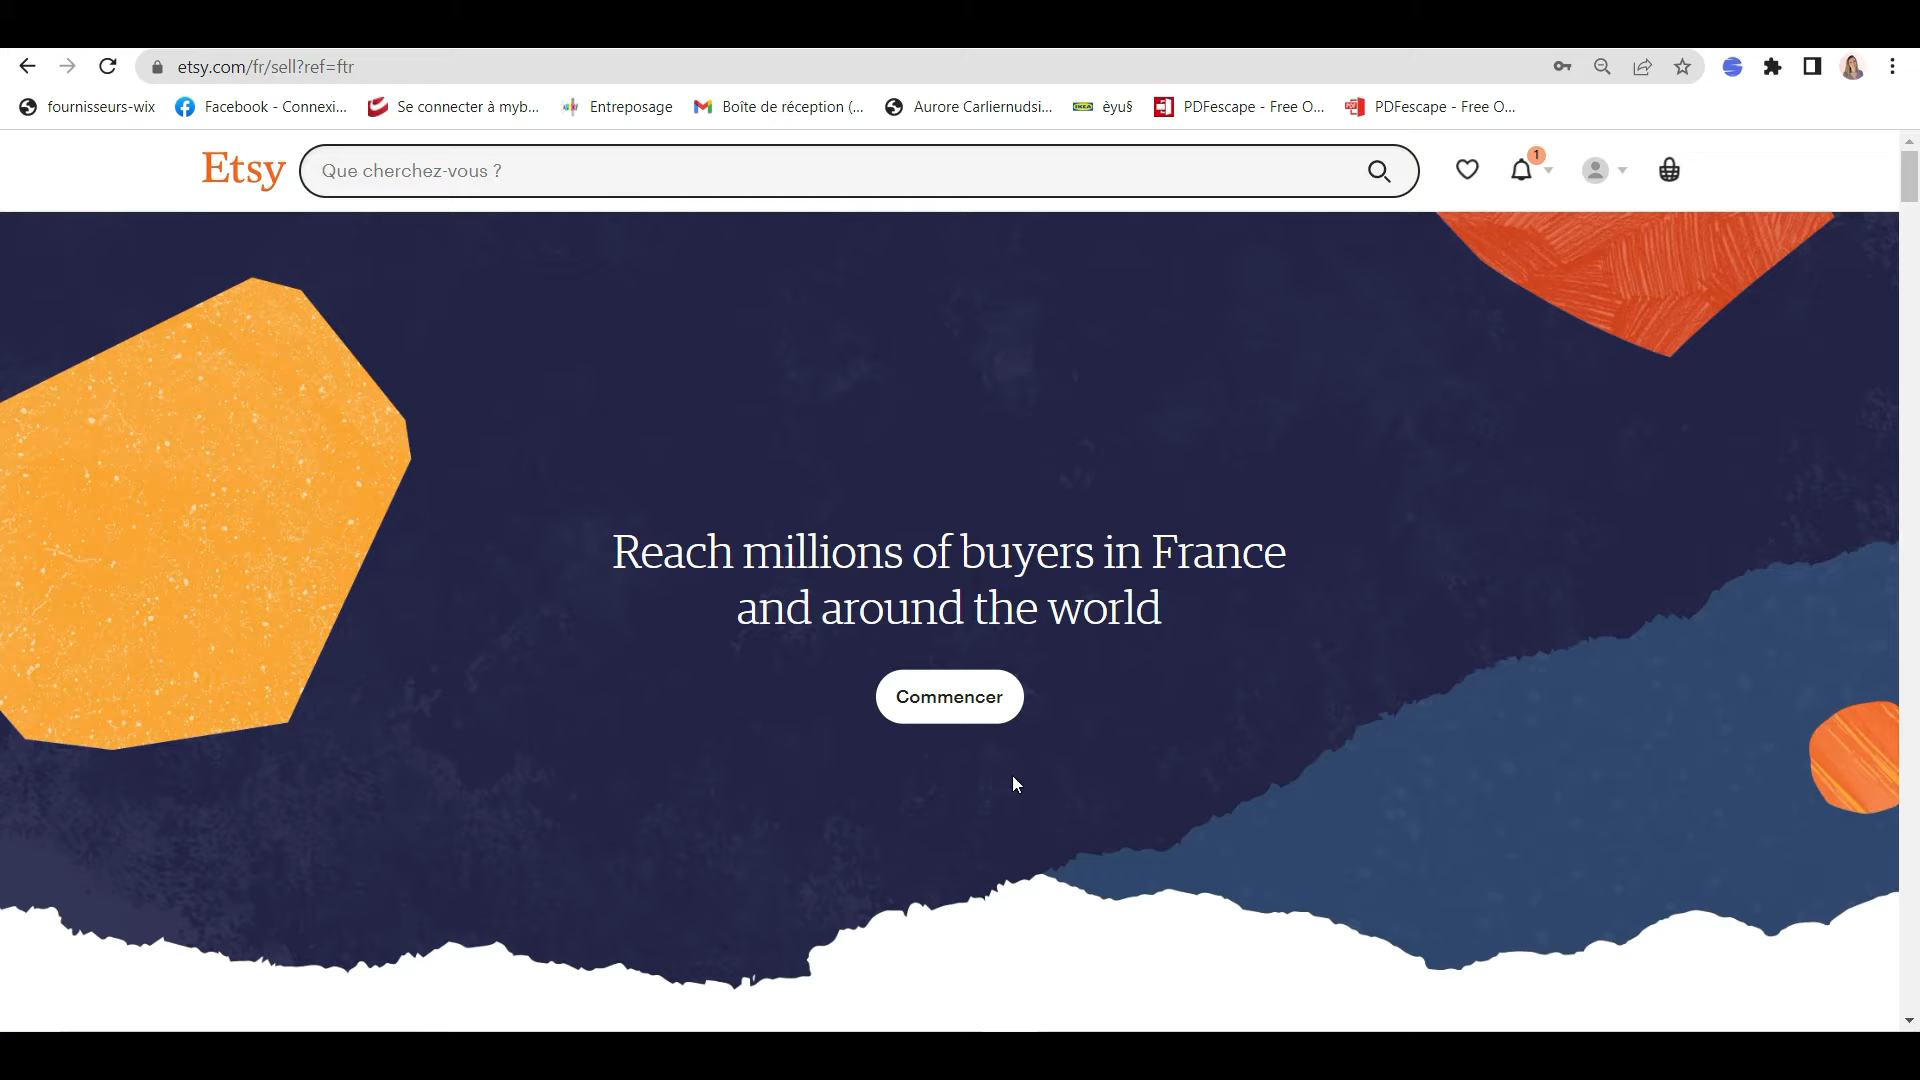 etsy.com/fr/sell?ref=ftr
fournisseurs-wix
Facebook - Connexi...
Se connecter à myb...
Entreposage
Boîte de réception (...
Aurore Carliernudsi...
IKEA
èyu§
PDFescape - Free O...
PDFescape - Free O...
Etsy
Que cherchez-vous ?
1
Reach millions of buyers in France
and around the world
Commencer